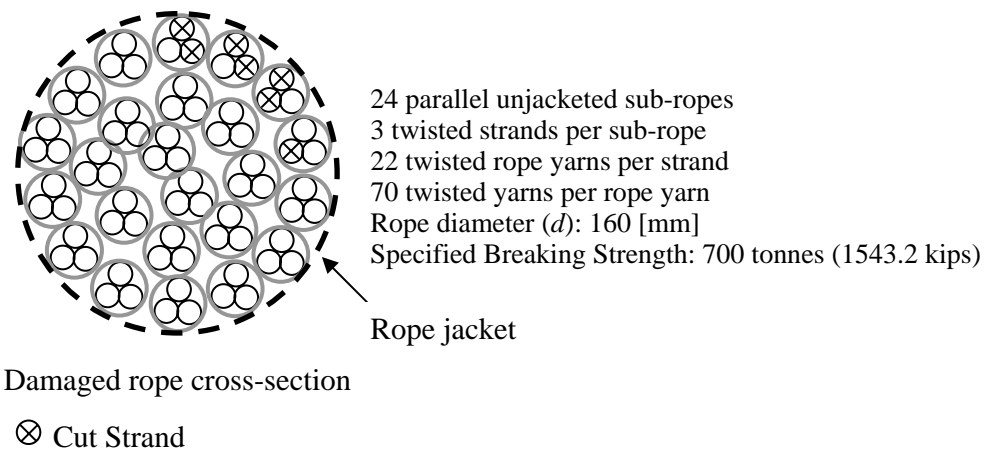 24 parallel unjacketed sub-ropes
3 twisted strands per sub-rope
22 twisted rope yarns per strand
70 twisted yarns per rope yarn
Rope diameter (d): 160 [mm]
Specified Breaking Strength: 700 tonnes (1543.2 kips)
Rope jacket
Damaged rope cross-section
Cut Strand